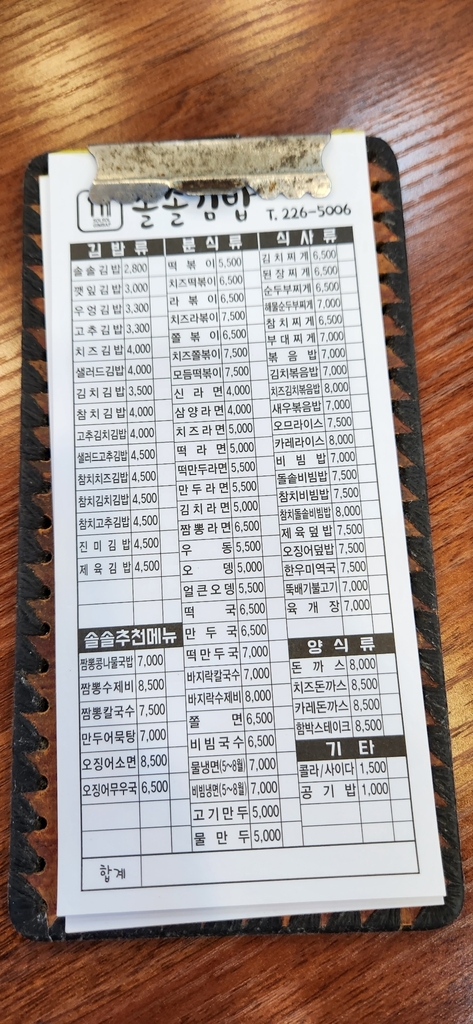 솔솔김밥 T. 226-5006
김밥류
솔솔김밥 2,800
깻잎김밥 3,000
우엉김밥 3,300
고추김밥 3,300
치즈김밥 4,000
샐러드김밥 4,000
김치김밥 3,500
참치김밥 4,000
고추김치김밥 4,000
샐러드고추김밥 4,500
참치치즈김밥 4,500
참치김치김밥 4,500
참치고추김밥 4,500
진미김밥 4,500
제육김밥 4,500
솔솔추천메뉴
짬뽕콩나물국밥 7,000
짬뽕수제비 8,500
짬뽕칼국수 7,500
만두어묵탕 7,000
오징어소면 8,500
오징어무우국 6,500
분식류
떡볶이 5,500
치즈떡볶이 6,500
라볶이 6,500
치즈라볶이 7,500
쫄볶이 6,500
치즈쫄볶이 7,500
모듬떡볶이 7,500
신라면 4,000
삼양라면 4,000
치즈라면 5,000
떡라면 5,000
떡만두라면 5,500
만두라면 5,500
김치라면 5,000
짬뽕라면 6,500
우동 5,500
오뎅 5,000
얼큰오뎅 5,500
떡국 6,500
만두국 6,500
떡만두국 7,000
바지락칼국수 7,000
바지락수제비 8,000
쫄면 6,500
비빔국수 6,500
물냉면(5~8월) 7,000
비빔냉면(5~8월) 7,000
고기만두 5,000
물만두 5,000
식사류
김치찌개 6,500
된장찌개 6,500
순두부찌개 6,500
해물순두부찌개 7,000
참치찌개 6,500
부대찌개 7,000
볶음밥 7,000
김치볶음밥 7,000
치즈김치볶음밥 8,000
새우볶음밥 7,000
오므라이스 7,500
카레라이스 8,000
비빔밥 7,000
돌솥비빔밥 7,500
참치비빔밥 7,500
참치돌솥비빔밥 8,000
제육덮밥 7,500
오징어덮밥 7,500
한우미역국 7,500
뚝배기불고기 7,000
육개장 7,000
양식류
돈까스 8,000
치즈돈까스 8,500
카레돈까스 8,500
함박스테이크 8,500
기타
콜라/사이다 1,500
공기밥 1,000
합계